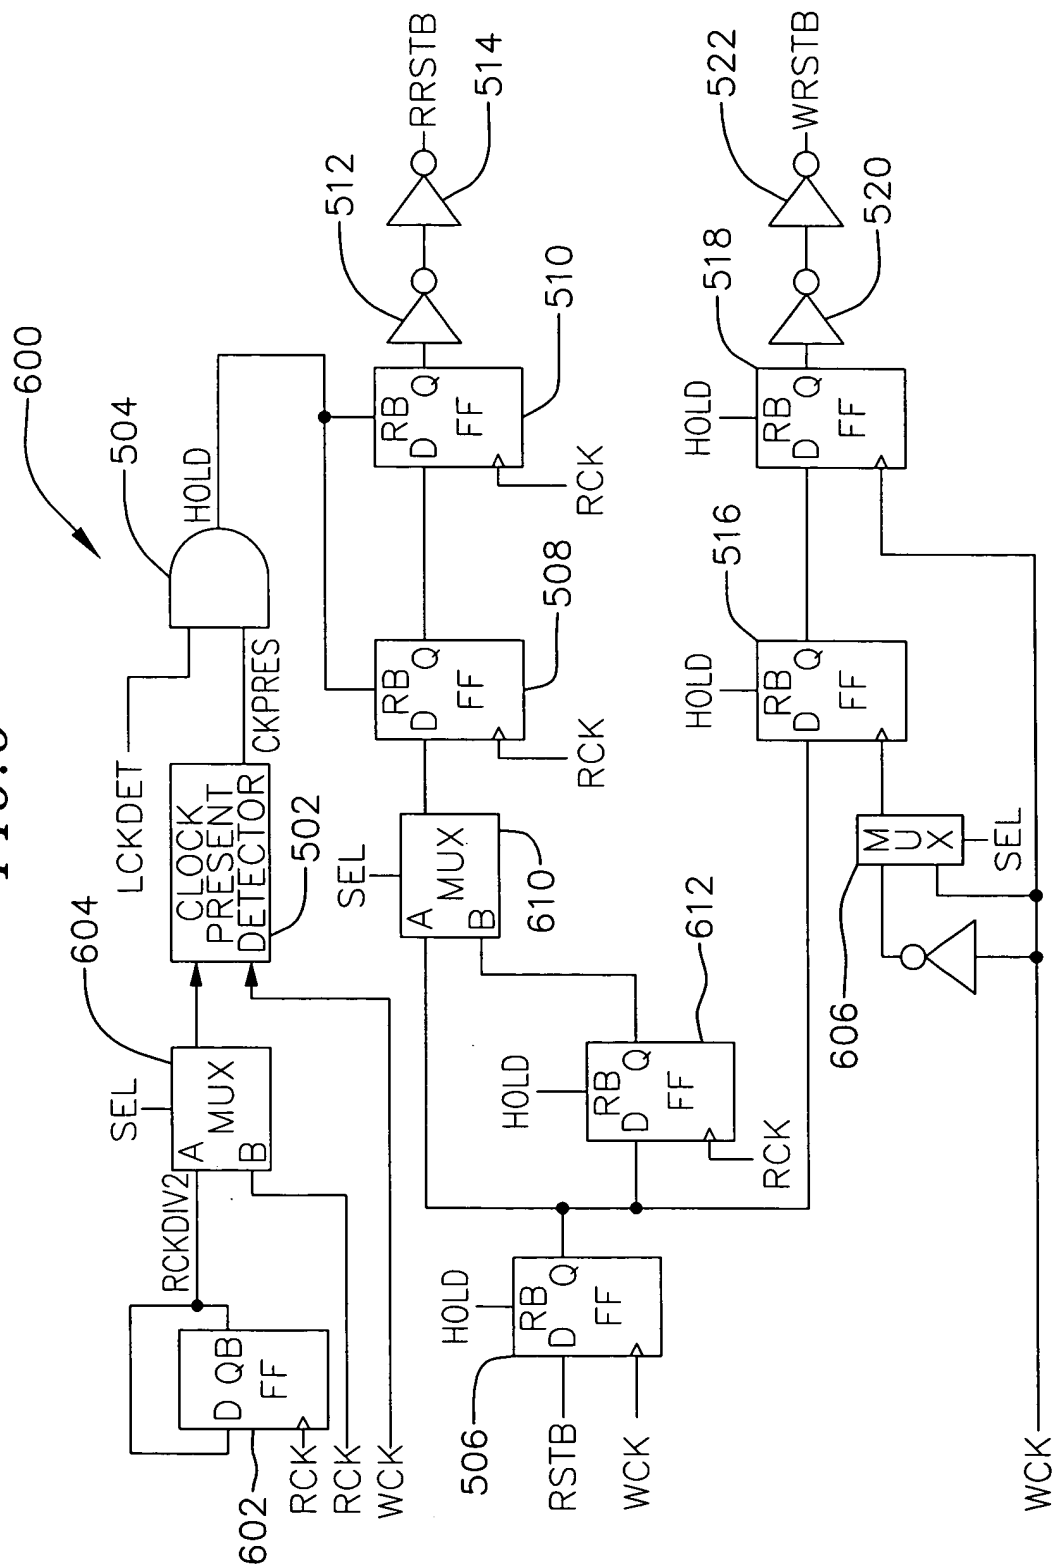 600
504
HOLD
LCKDET
CKPRES
604
SEL
CLOCK
PRESENT
DETECTOR
502
RCKDIV2
A
MUX
B
D QB
FF
602
RCK
RCK
WCK
512
RRSTB
514
RB
D Q
FF
510
RCK
RB
D Q
FF
508
RCK
SEL
A
MUX
B
610
HOLD
RB
D Q
FF
612
RCK
HOLD
RB
D Q
FF
506
RSTB
WCK
522
WRSTB
520
518
HOLD
RB
D Q
FF
516
HOLD
RB
D Q
FF
MUX
SEL
606
WCK